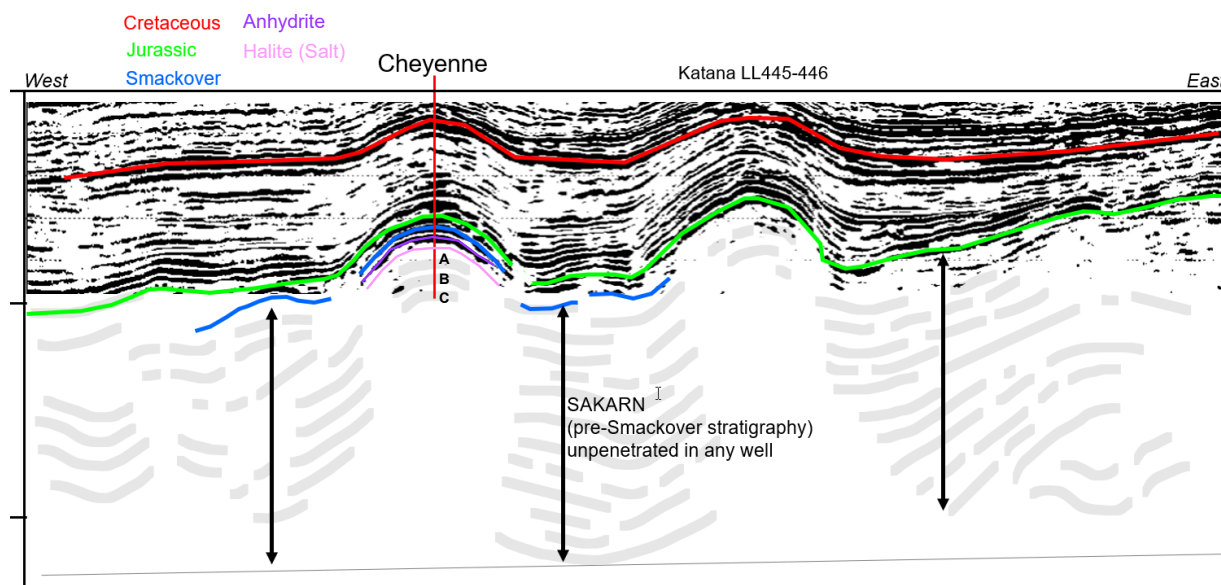 Cretaceous
Anhydrite
Jurassic
Halite (Salt)
Smackover
Cheyenne
Katana LL445-446
West
East
A
B
C
SAKARN
(pre-Smackover stratigraphy)
unpenetrated in any well